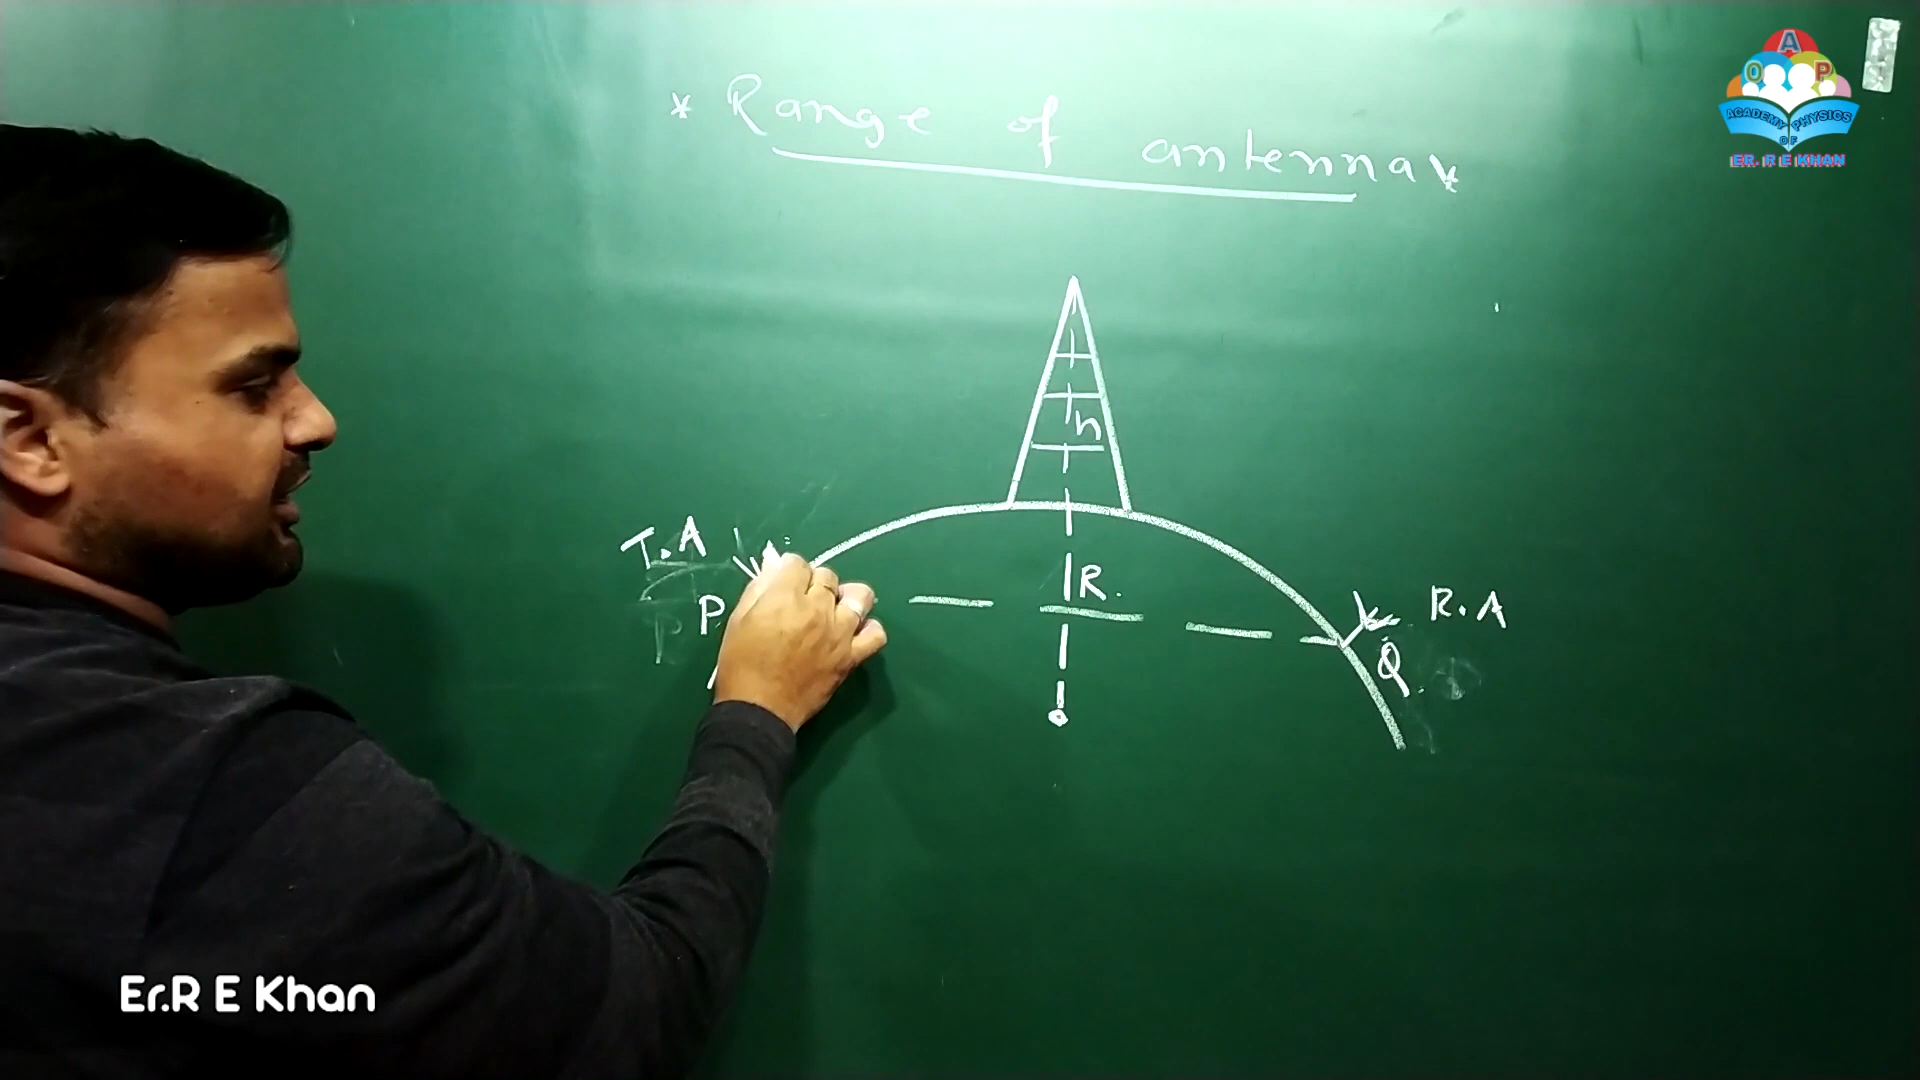 * Range of antenna *
A
O P
ACADEMY PHYSICS
OF
ER. R E KHAN
h
T.A
P
R.
R.A
Q.
Er.R E Khan